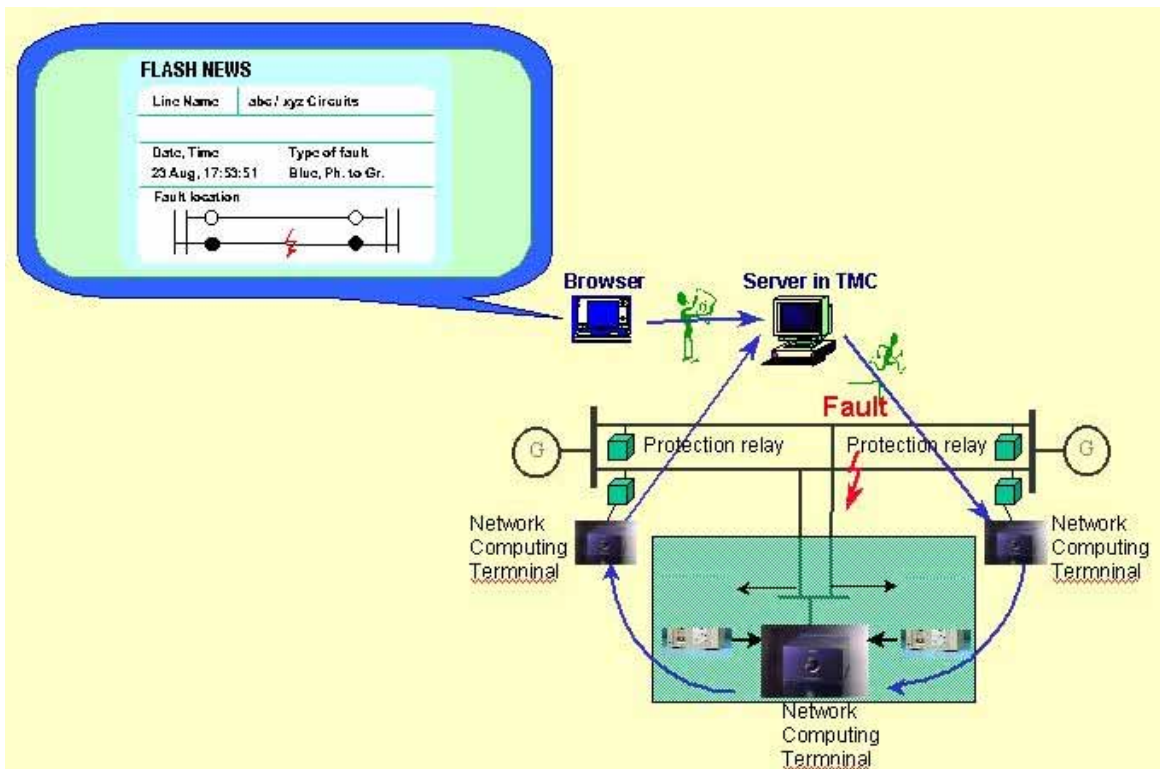 FLASH NEWS
Line Name abc / xyz Circuits
Date, Time Type of fault
23 Aug, 17:53:51 Blue, Ph. to Gr.
Fault location
Browser
Server in TMC
Fault
G
Protection relay
Protection relay
G
Network
Computing
Termninal
Network
Computing
Termninal
Network
Computing
Termninal